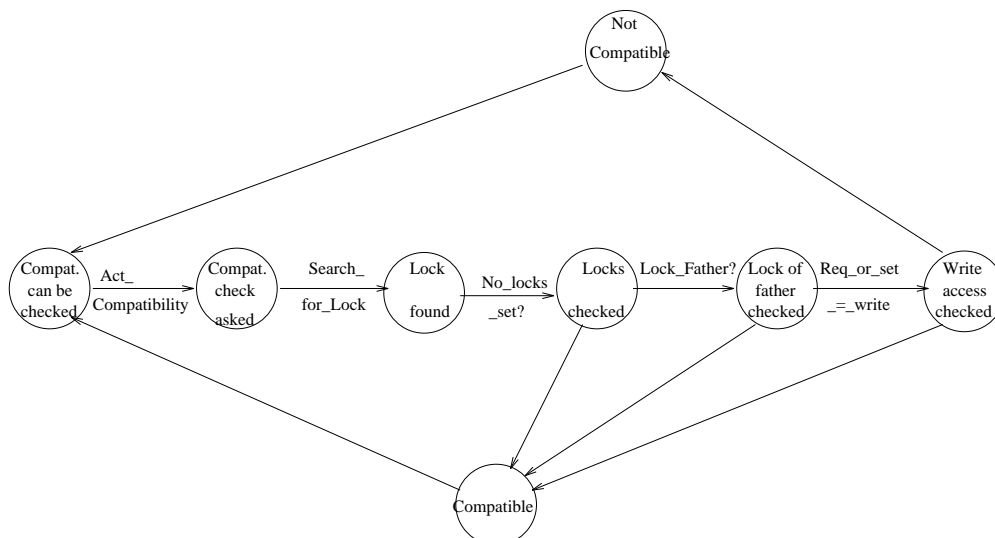 Not
Compatible
Compat.
can be
checked
Act_
Compatibility
Compat.
check
asked
Search_
for_Lock
Lock
found
No_locks
_set?
Locks
checked
Lock_Father?
Lock of
father
checked
Req_or_set
_=_write
Write
access
checked
Compatible